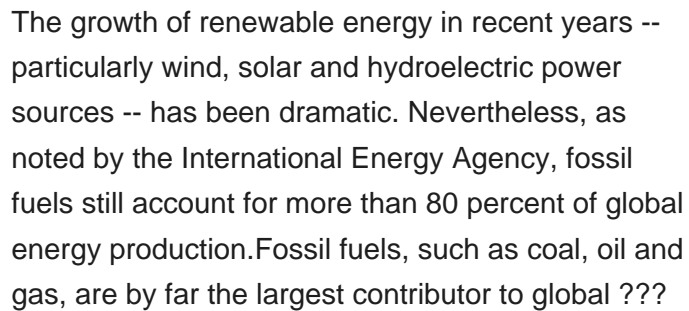 The growth of renewable energy in recent years --
particularly wind, solar and hydroelectric power
sources -- has been dramatic. Nevertheless, as
noted by the International Energy Agency, fossil
fuels still account for more than 80 percent of global
energy production.Fossil fuels, such as coal, oil and
gas, are by far the largest contributor to global ???